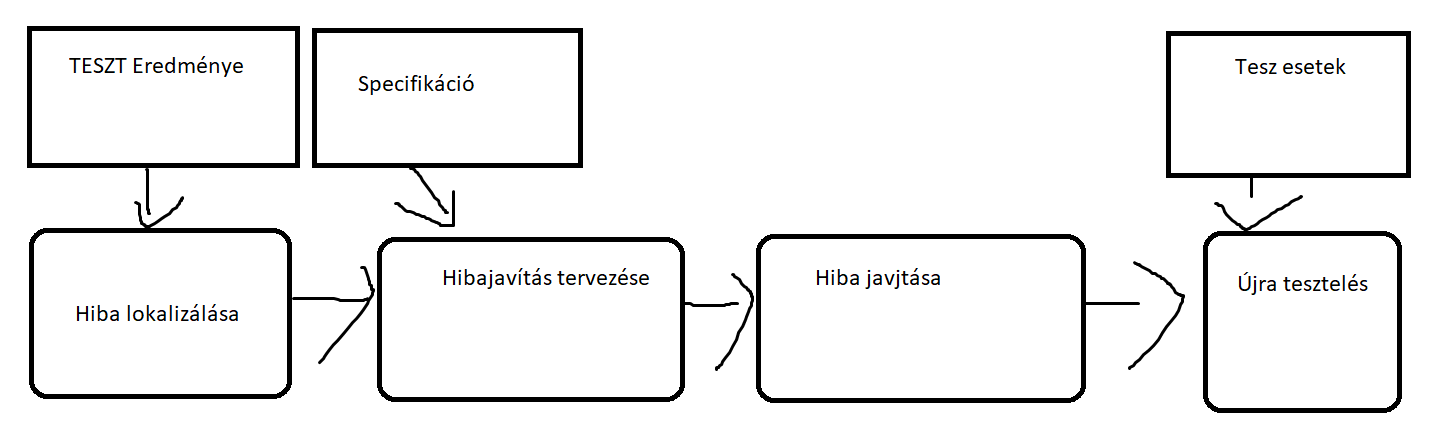 TESZT Eredménye
Specifikáció
Tesz esetek
Hiba lokalizálása
Hibajavítás tervezése
Hiba javjtása
Újra tesztelés